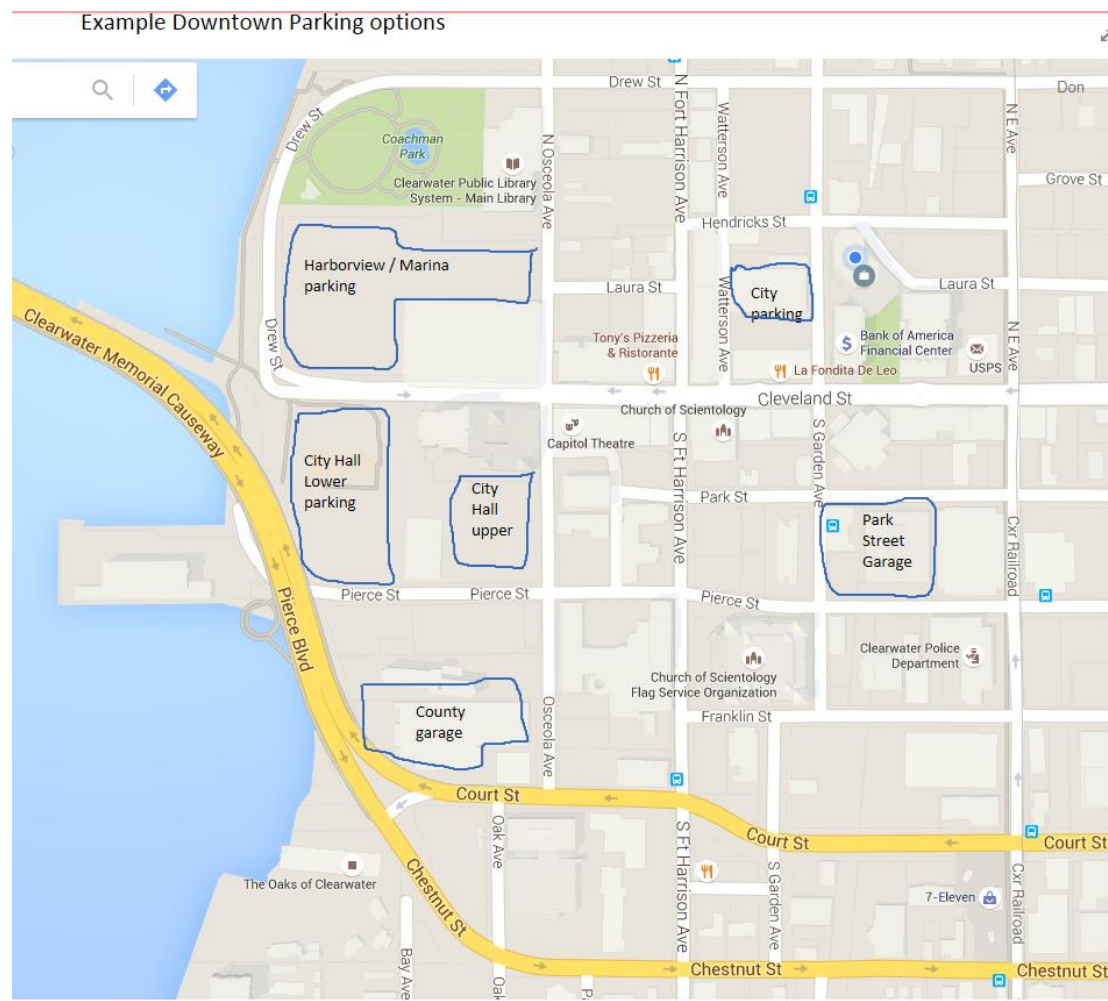 Example Downtown Parking options
Drew St
Don
Drew St
Coachman
Park
N Osceola Ave
N Fort Harrison Ave
Watterson Ave
N E Ave
Clearwater Public Library
System - Main Library
Grove St
Hendricks St
Harborview / Marina
parking
Laura St
Watterson Ave
City
parking
Laura St
Clearwater Memorial Causeway
Drew St
Tony's Pizzeria
& Ristorante
$
Bank of America
Financial Center
N E Ave
USPS
La Fondita De Leo
Cleveland St
Church of Scientology
Capitol Theatre
S Ft Harrison Ave
S Garden Ave
City Hall
Lower
parking
City
Hall
upper
Park St
Park
Street
Garage
Cxr Railroad
Pierce St
Pierce St
Pierce St
Pierce Blvd
Clearwater Police
Department
Church of Scientology
Flag Service Organization
County
garage
Osceola Ave
Franklin St
Court St
Court St
Court St
Oak Ave
S Ft Harrison Ave
S Garden Ave
Cxr Railroad
The Oaks of Clearwater
Chestnut St
7-Eleven
Bay Ave
Oak
P
Chestnut St
Chestnut St